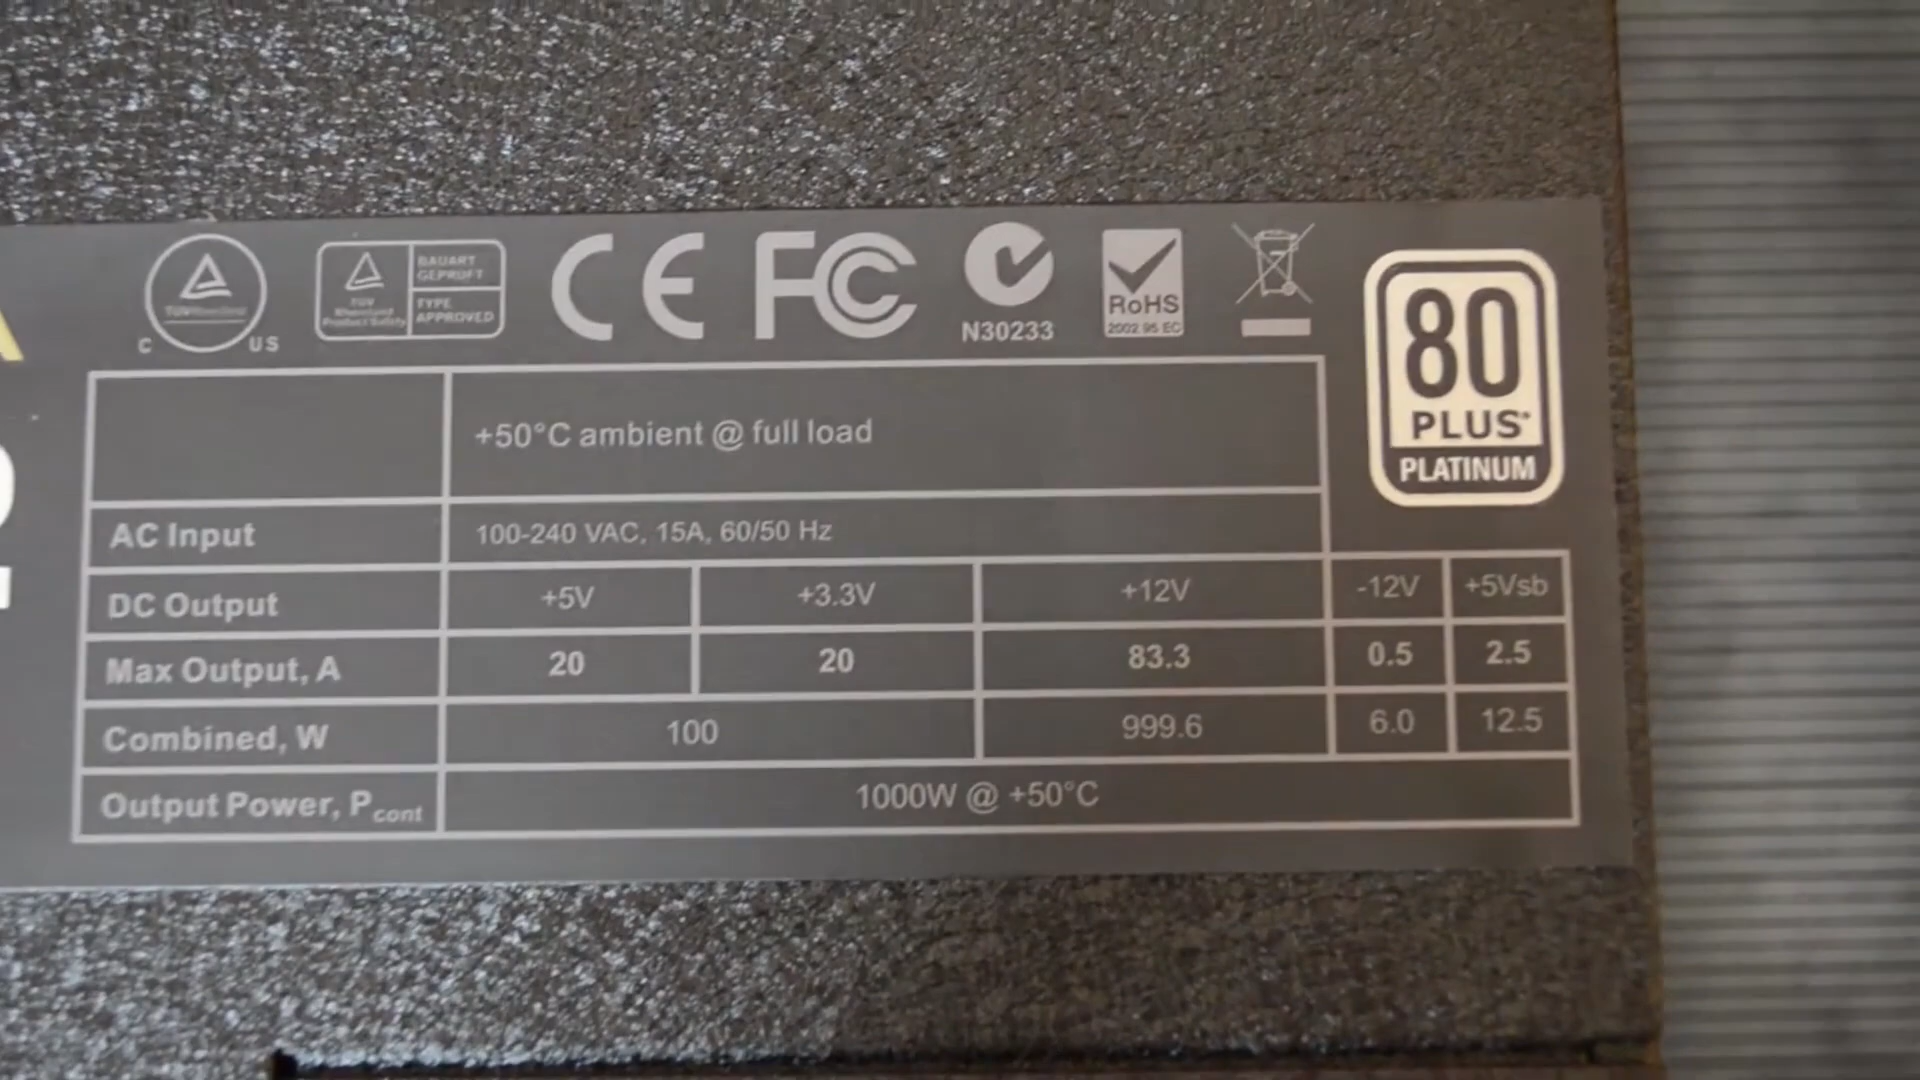 C US
TÜV Rheinland Product Safety
BAUART GEPRÜFT
TYPE APPROVED
CE
FC
N30233
RoHS
2002 95 EC
80
PLUS®
PLATINUM
+50°C ambient @ full load
AC Input 100-240 VAC, 15A, 60/50 Hz
DC Output +5V +3.3V +12V -12V +5Vsb
Max Output, A 20 20 83.3 0.5 2.5
Combined, W 100 999.6 6.0 12.5
Output Power, Pcont 1000W @ +50°C